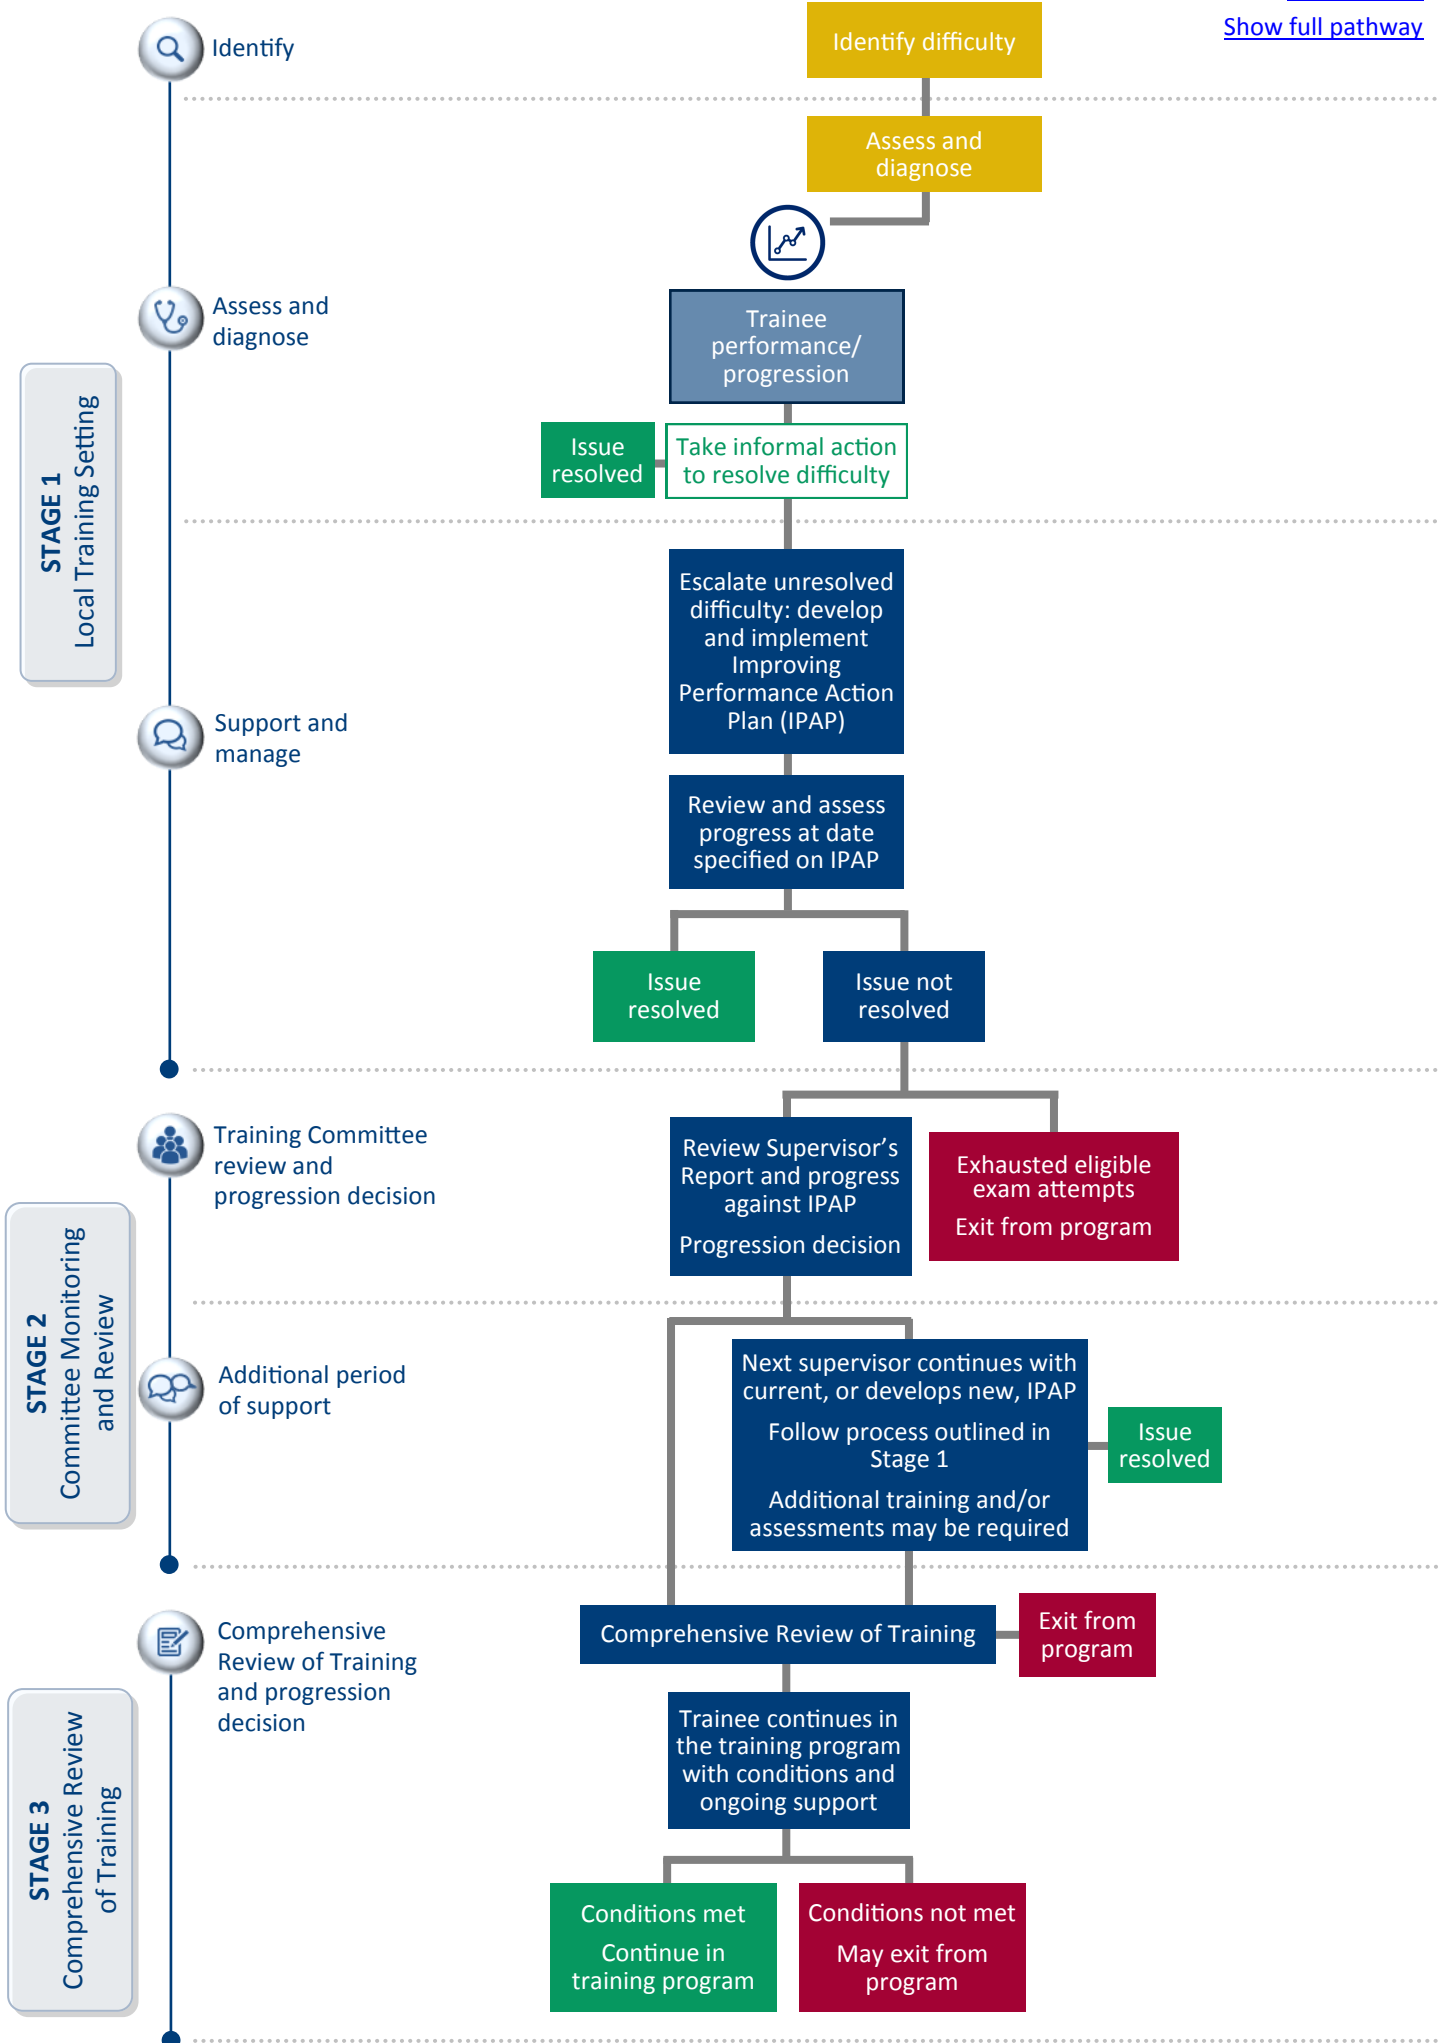 Show full pathway
Identify
Identify difficulty
Assess and
diagnose
Assess and
diagnose
Trainee
performance/
progression
Issue
resolved
Take informal action
to resolve difficulty
STAGE 1
Local Training Setting
Support and
manage
Escalate unresolved
difficulty: develop
and implement
Improving
Performance Action
Plan (IPAP)
Review and assess
progress at date
specified on IPAP
Issue
resolved
Issue not
resolved
STAGE 2
Committee Monitoring
and Review
Training Committee
review and
progression decision
Review Supervisor’s
Report and progress
against IPAP
Progression decision
Exhausted eligible
exam attempts
Exit from program
Additional period
of support
Next supervisor continues with
current, or develops new, IPAP
Follow process outlined in
Stage 1
Additional training and/or
assessments may be required
Issue
resolved
STAGE 3
Comprehensive Review
of Training
Comprehensive
Review of Training
and progression
decision
Comprehensive Review of Training
Exit from
program
Trainee continues in
the training program
with conditions and
ongoing support
Conditions met
Continue in
training program
Conditions not met
May exit from
program